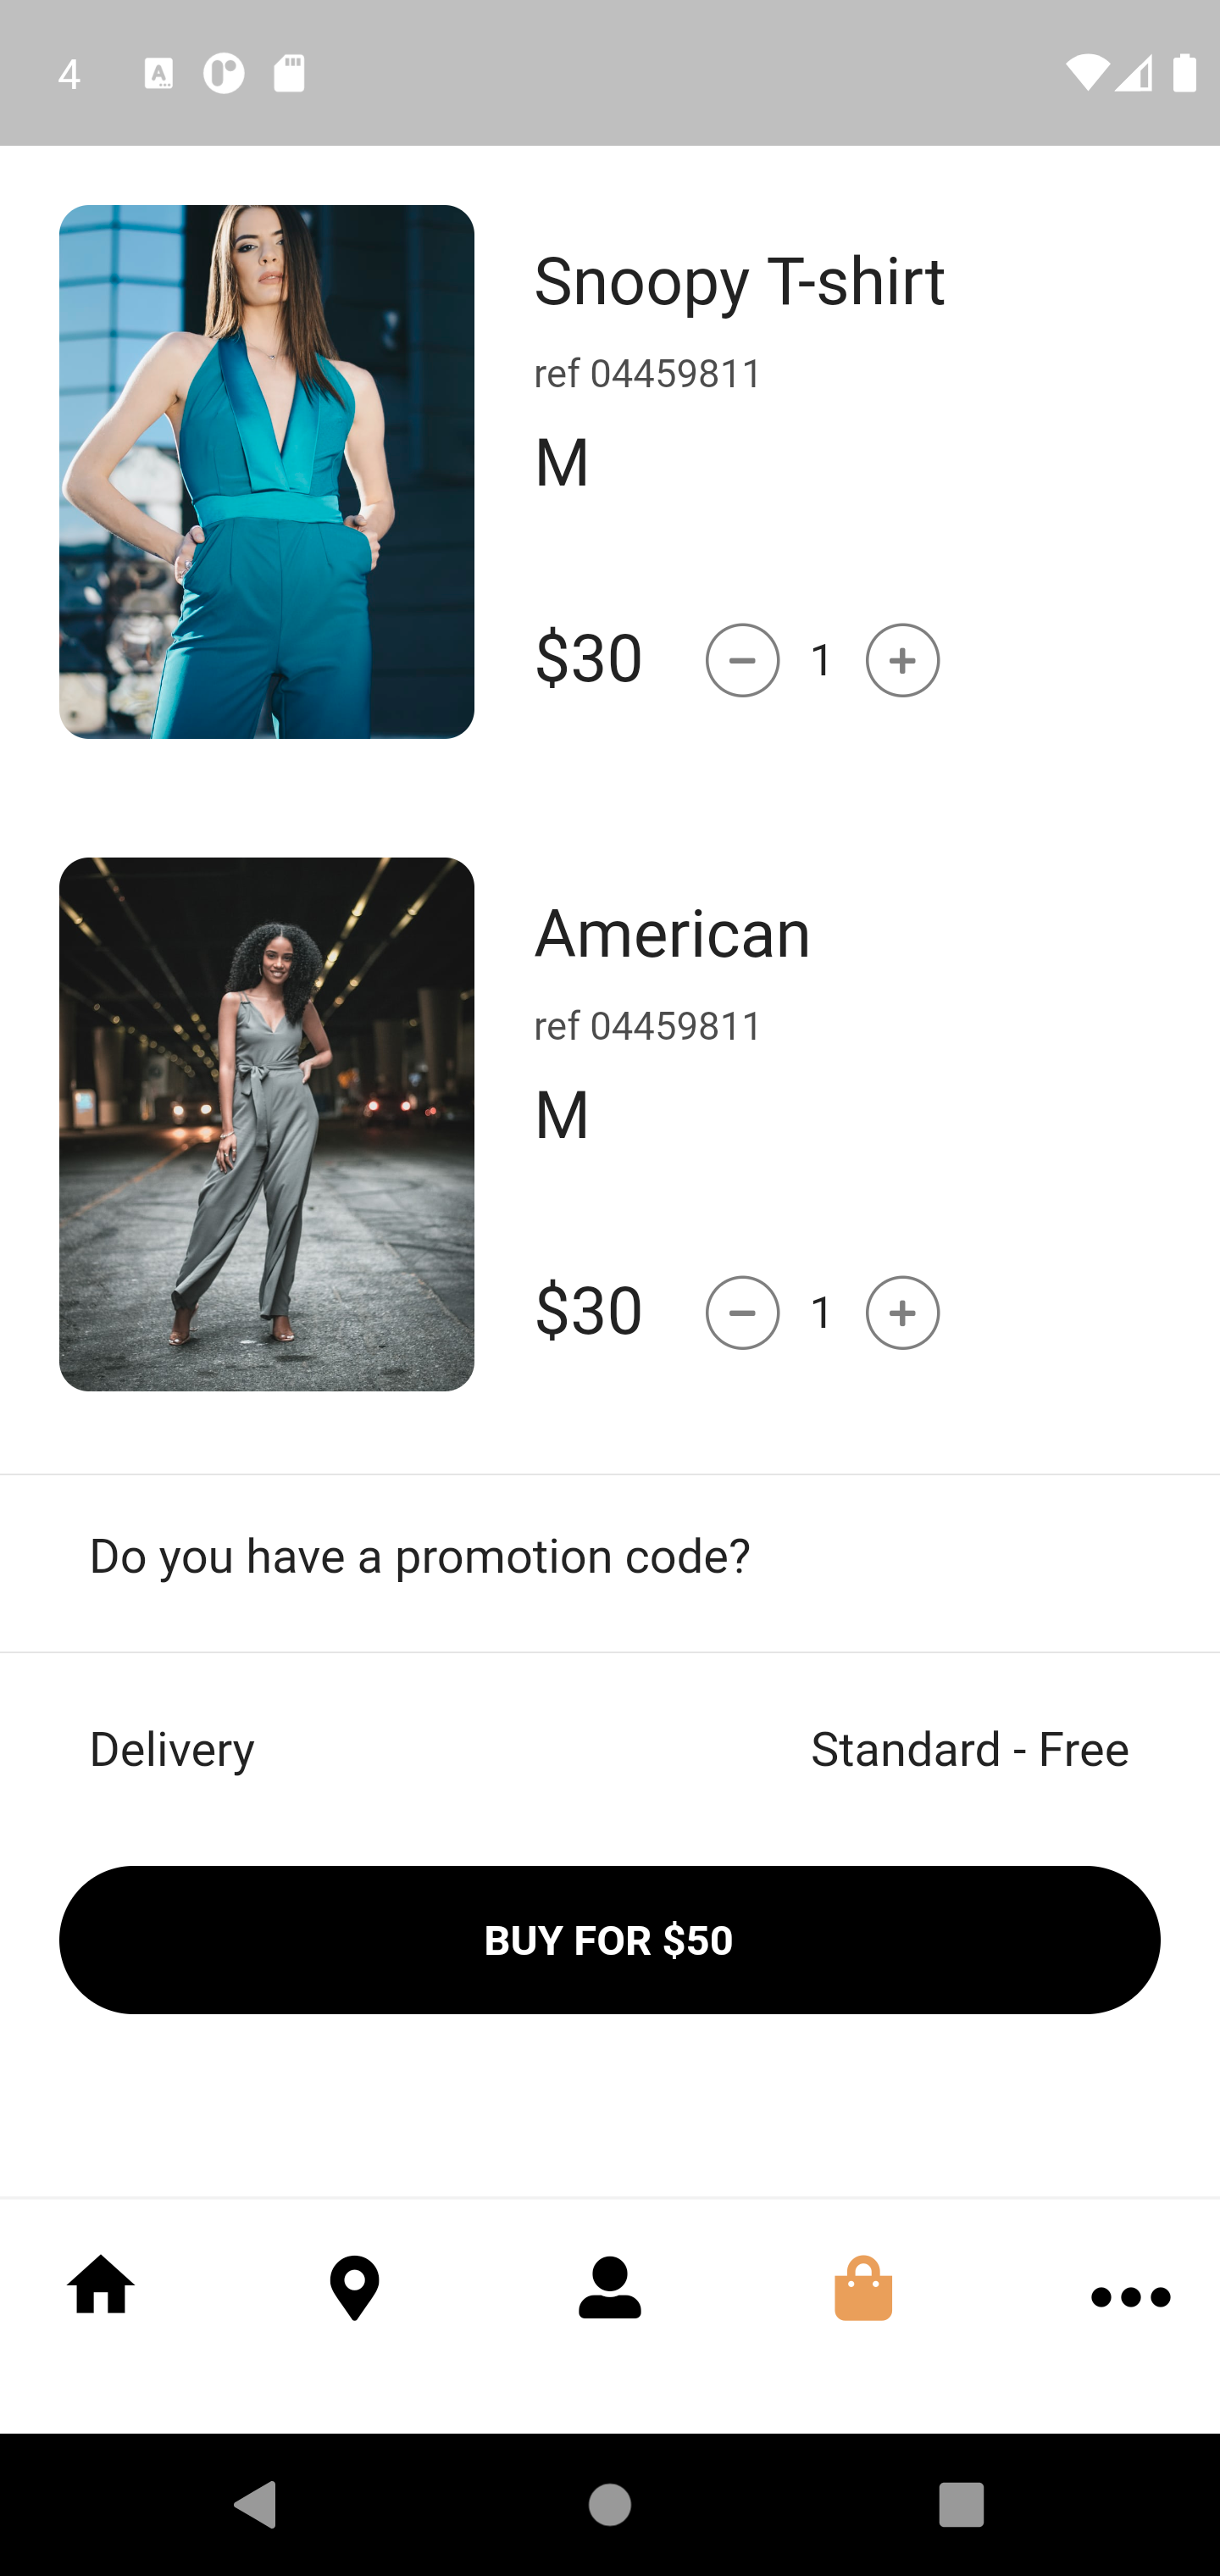 4
Snoopy T-shirt
ref 04459811
M
$30 1
American
ref 04459811
M
$30 1
Do you have a promotion code?
Delivery Standard - Free
BUY FOR $50